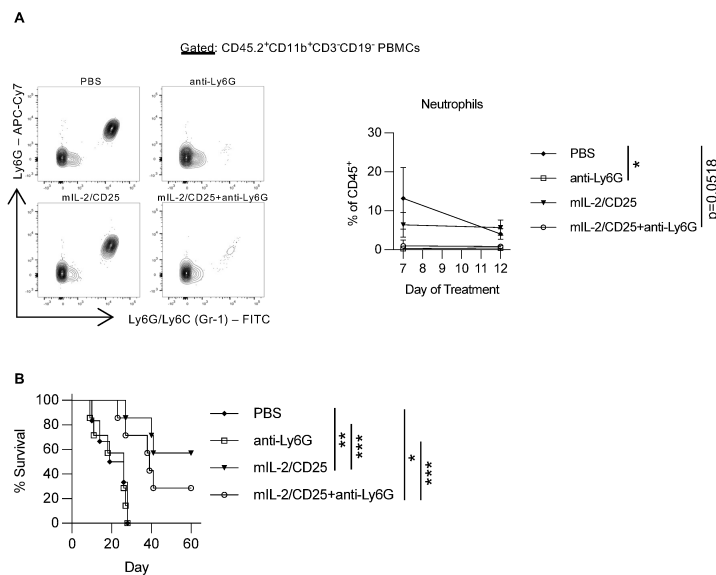 A
Gated: CD45.2⁺CD11b⁺CD3⁻CD19⁻ PBMCs
PBS
anti-Ly6G
Ly6G – APC-Cy7
mIL-2/CD25
mIL-2/CD25+anti-Ly6G
Ly6G/Ly6C (Gr-1) – FITC
Neutrophils
% of CD45⁺
30
20
10
0
7 8 9 10 11 12
Day of Treatment
PBS
anti-Ly6G
mIL-2/CD25
mIL-2/CD25+anti-Ly6G
*
p=0.0518
B
% Survival
100
80
60
40
20
0
0 20 40 60
Day
PBS
anti-Ly6G
mIL-2/CD25
mIL-2/CD25+anti-Ly6G
**
***
*
***